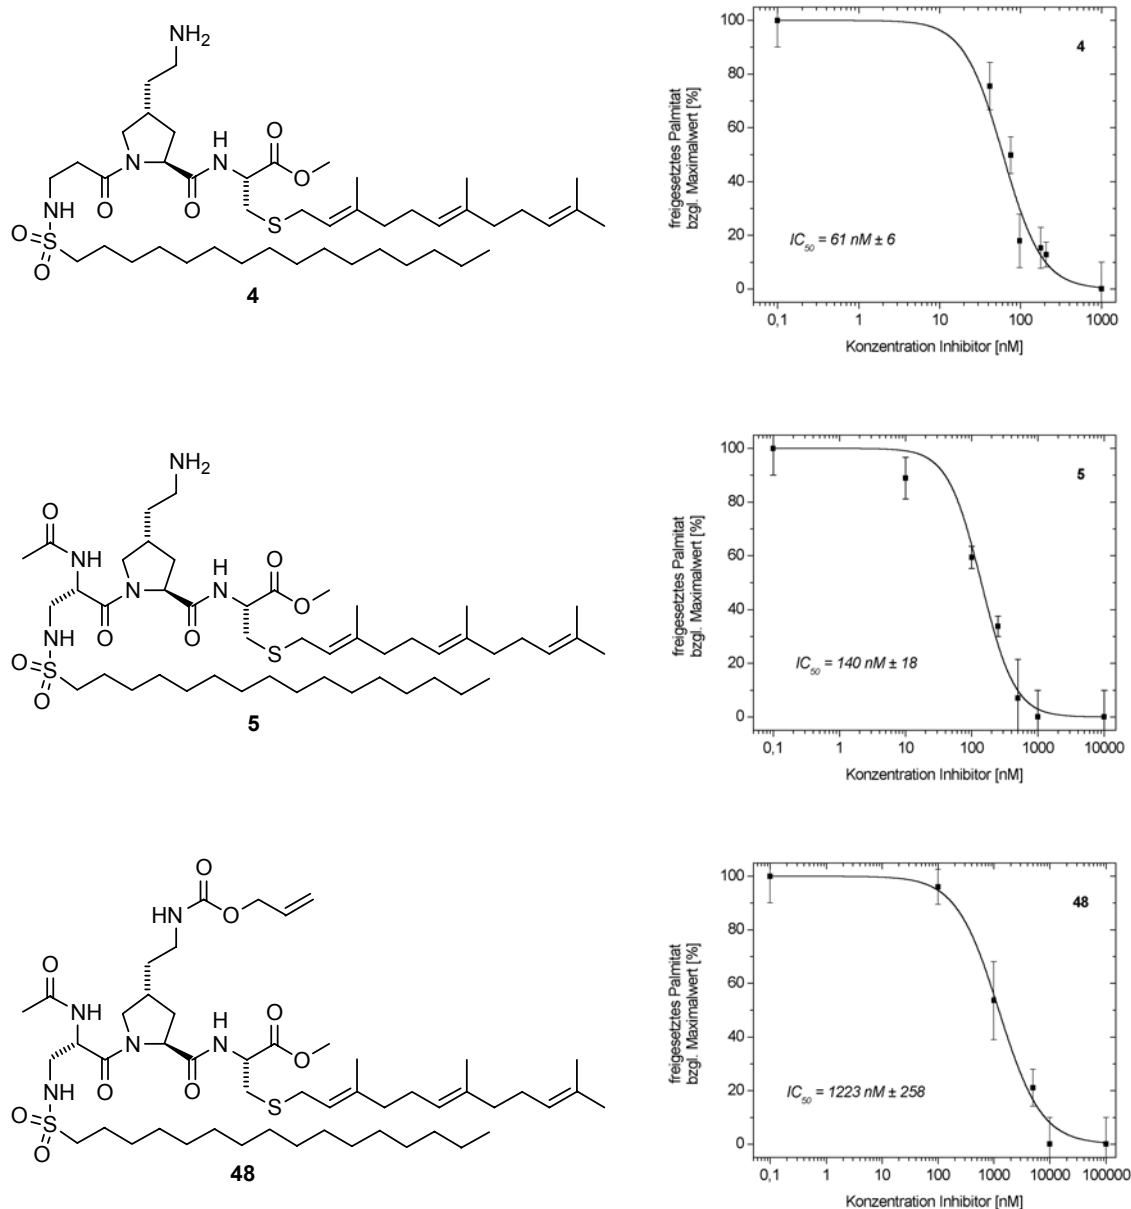 NH2
O
N
H
N
O
O
O
NH
O
S
O
S
4
freigesetztes Palmitat
bzgl. Maximalwert [%]
100
80
60
40
20
0
4
IC50 = 61 nM ± 6
0,1 1 10 100 1000
Konzentration Inhibitor [nM]
NH2
O
NH
O
N
H
N
O
O
O
NH
O
S
O
S
5
freigesetztes Palmitat
bzgl. Maximalwert [%]
100
80
60
40
20
0
5
IC50 = 140 nM ± 18
0,1 1 10 100 1000 10000
Konzentration Inhibitor [nM]
O
HN
O
O
NH
O
N
H
N
O
O
O
NH
O
S
O
S
48
freigesetztes Palmitat
bzgl. Maximalwert [%]
100
80
60
40
20
0
48
IC50 = 1223 nM ± 258
0,1 1 10 100 1000 10000 100000
Konzentration Inhibitor [nM]